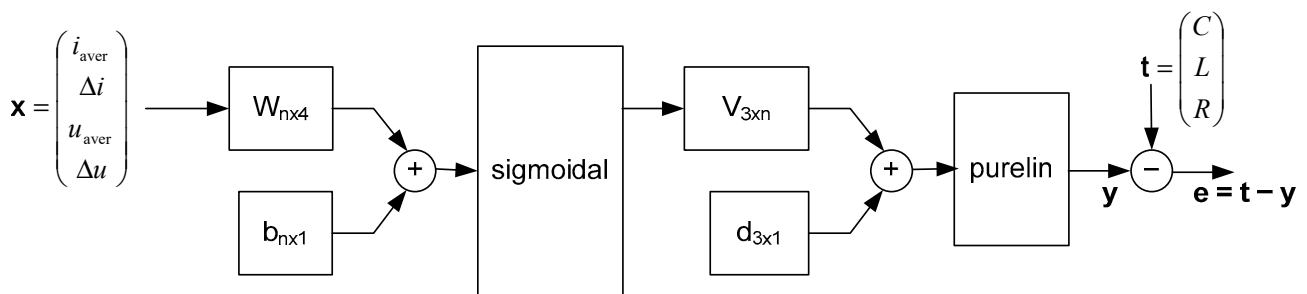 x = ( i_aver
Δi
u_aver
Δu )
W_nx4
b_nx1
+
sigmoidal
V_3xn
d_3x1
+
purelin
y
t = ( C
L
R )
−
e = t − y